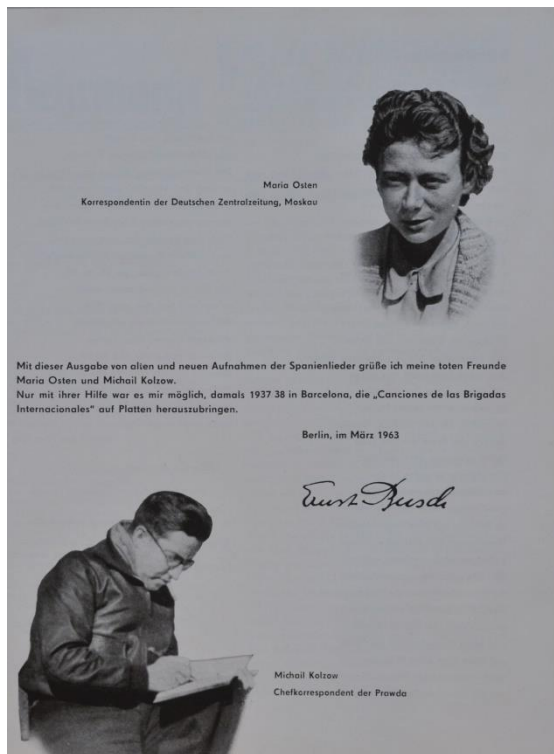 Maria Osten
Korrespondentin der Deutschen Zentralzeitung, Moskau
Mit dieser Ausgabe von alten und neuen Aufnahmen der Spanienlieder grüße ich meine toten Freunde
Maria Osten und Michail Kolzow.
Nur mit ihrer Hilfe war es mir möglich, damals 1937 38 in Barcelona, die „Canciones de las Brigadas
Internacionales“ auf Platten herauszubringen.
Berlin, im März 1963
Ernst Busch
Michail Kolzow
Chefkorrespondent der Prawda